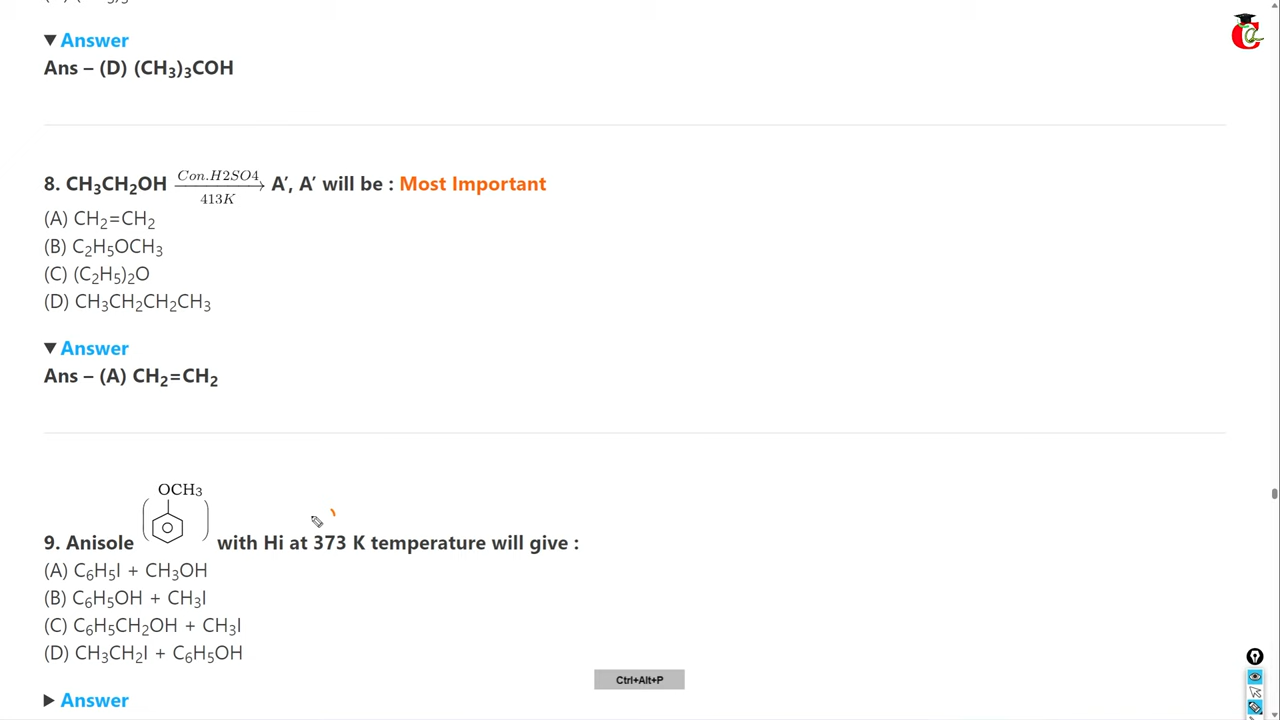 ▼ Answer
Ans – (D) (CH₃)₃COH
8. CH₃CH₂OH Con.H2SO4 413K → A′, A′ will be : Most Important
(A) CH₂=CH₂
(B) C₂H₅OCH₃
(C) (C₂H₅)₂O
(D) CH₃CH₂CH₂CH₃
▼ Answer
Ans – (A) CH₂=CH₂
OCH₃
9. Anisole with Hi at 373 K temperature will give :
(A) C₆H₅I + CH₃OH
(B) C₆H₅OH + CH₃I
(C) C₆H₅CH₂OH + CH₃I
(D) CH₃CH₂I + C₆H₅OH
Ctrl+Alt+P
▶ Answer